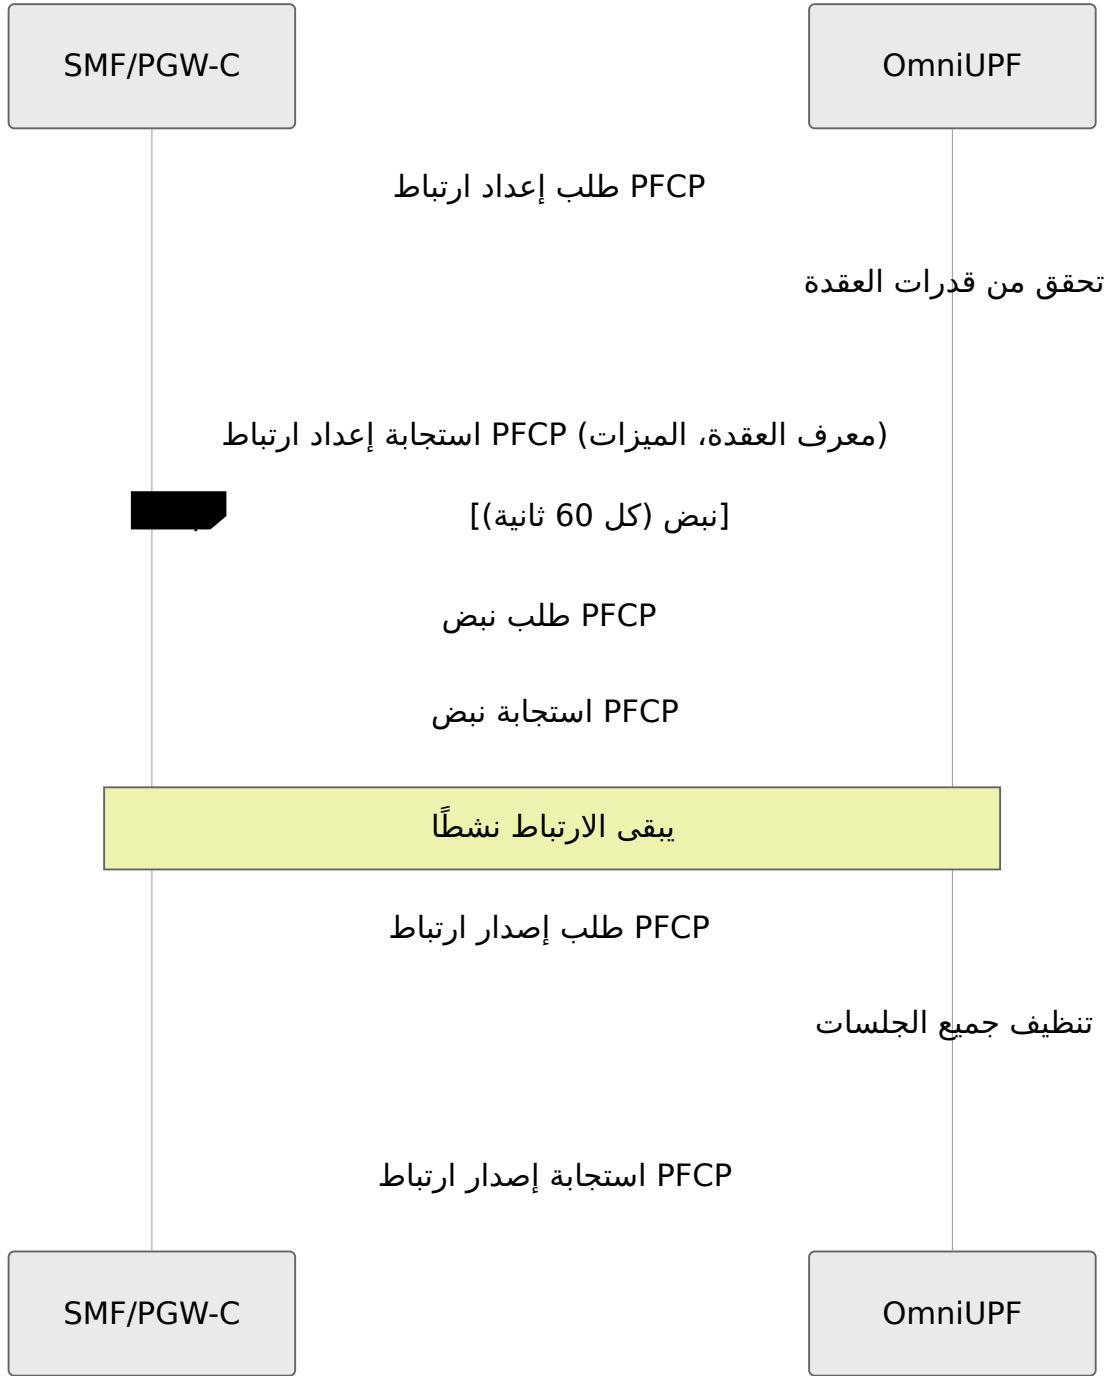 SMF/PGW-C
OmniUPF
PFCP طلب إعداد ارتباط
تحقق من قدرات العقدة
(معرف العقدة، الميزات) PFCP استجابة إعداد ارتباط
[نبض (كل 60 ثانية)]
PFCP طلب نبض
PFCP استجابة نبض
يبقى الارتباط نشطًا
PFCP طلب إصدار ارتباط
تنظيف جميع الجلسات
PFCP استجابة إصدار ارتباط
SMF/PGW-C
OmniUPF